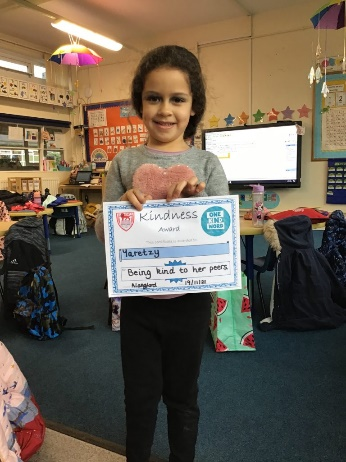 Kindness
Award
ONE
KIND
WORD
Yaretzy
Being kind to her peers
19/11/21